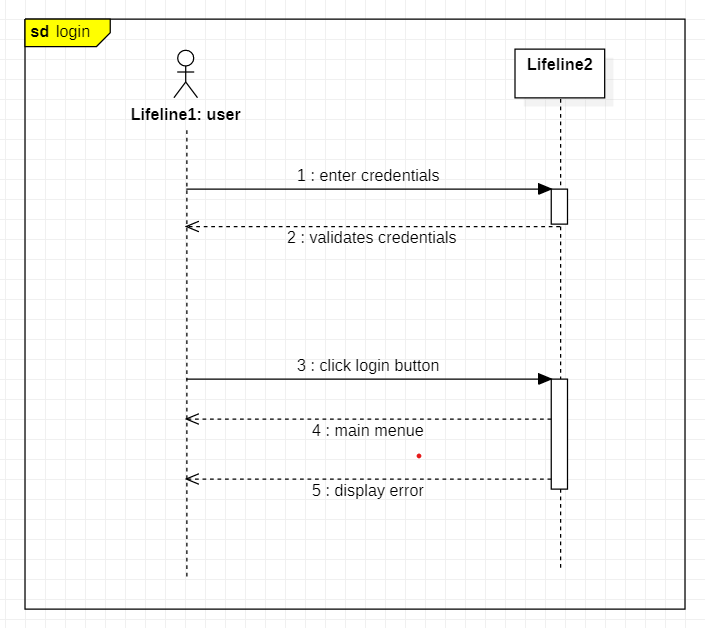 sd login
Lifeline1: user
Lifeline2
1 : enter credentials
2 : validates credentials
3 : click login button
4 : main menue
5 : display error